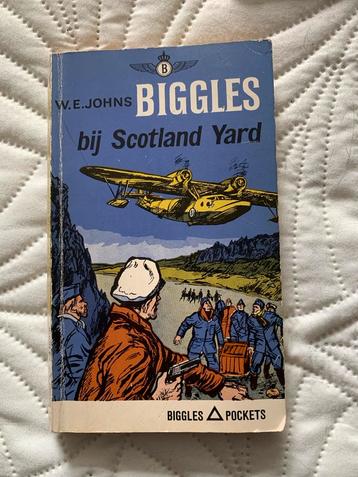 B
W.E. JOHNS BIGGLES
bij Scotland Yard
BIGGLES POCKETS